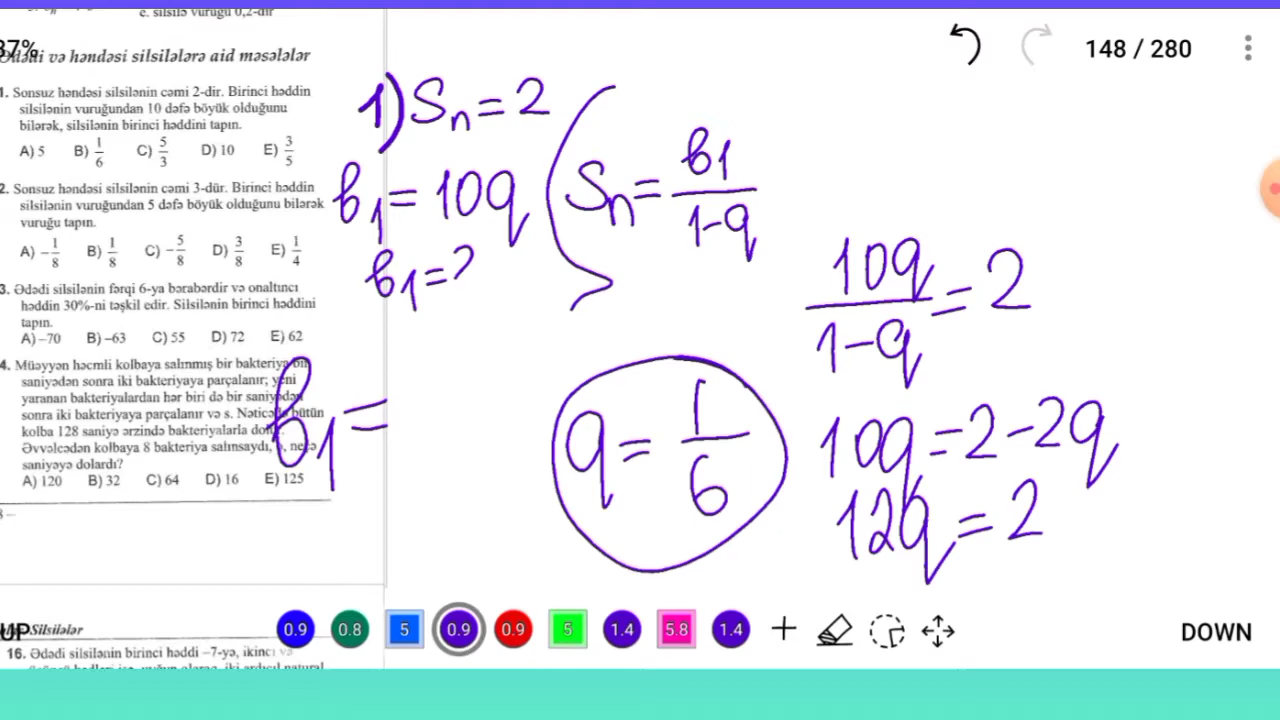 e. silsilə vuruğu 0,2-dir
37%
Ədədi və həndəsi silsilələrə aid məsələlər
148 / 280
1. Sonsuz həndəsi silsilənin cəmi 2-dir. Birinci həddin
silsilənin vuruğundan 10 dəfə böyük olduğunu
bilərək, silsilənin birinci həddini tapın.
A) 5 B) 1/6 C) 5/3 D) 10 E) 3/5
2. Sonsuz həndəsi silsilənin cəmi 3-dür. Birinci həddin
silsilənin vuruğundan 5 dəfə böyük olduğunu bilərək
vuruğu tapın.
A) -1/8 B) 1/8 C) -5/8 D) 3/8 E) 1/4
3. Ədədi silsilənin fərqi 6-ya bərabərdir və onaltıncı
həddin 30%-ni təşkil edir. Silsilənin birinci həddini
tapın.
A) –70 B) –63 C) 55 D) 72 E) 62
4. Müəyyən həcmli kolbaya salınmış bir bakteriya bir
saniyədən sonra iki bakteriyaya parçalanır; yeni
yaranan bakteriyalardan hər biri də bir saniyədən
sonra iki bakteriyaya parçalanır və s. Nəticədə bütün
kolba 128 saniyə ərzində bakteriyalarla
Əvvəlcədən kolbaya 8 bakteriya salınsaydı,
saniyəyə dolardı?
A) 120 B) 32 C) 64 D) 16 E) 125
1) Sn = 2
b1 = 10q
b1 = ?
Sn = b1/(1-q)
10q/(1-q) = 2
10q = 2 - 2q
12q = 2
q = 1/6
b1 =
UP
Silsilələr
16. Ədədi silsilənin birinci həddi –7-yə, ikinci və
0.9 0.8 5 0.9 0.9 5 1.4 5.8 1.4 +
DOWN